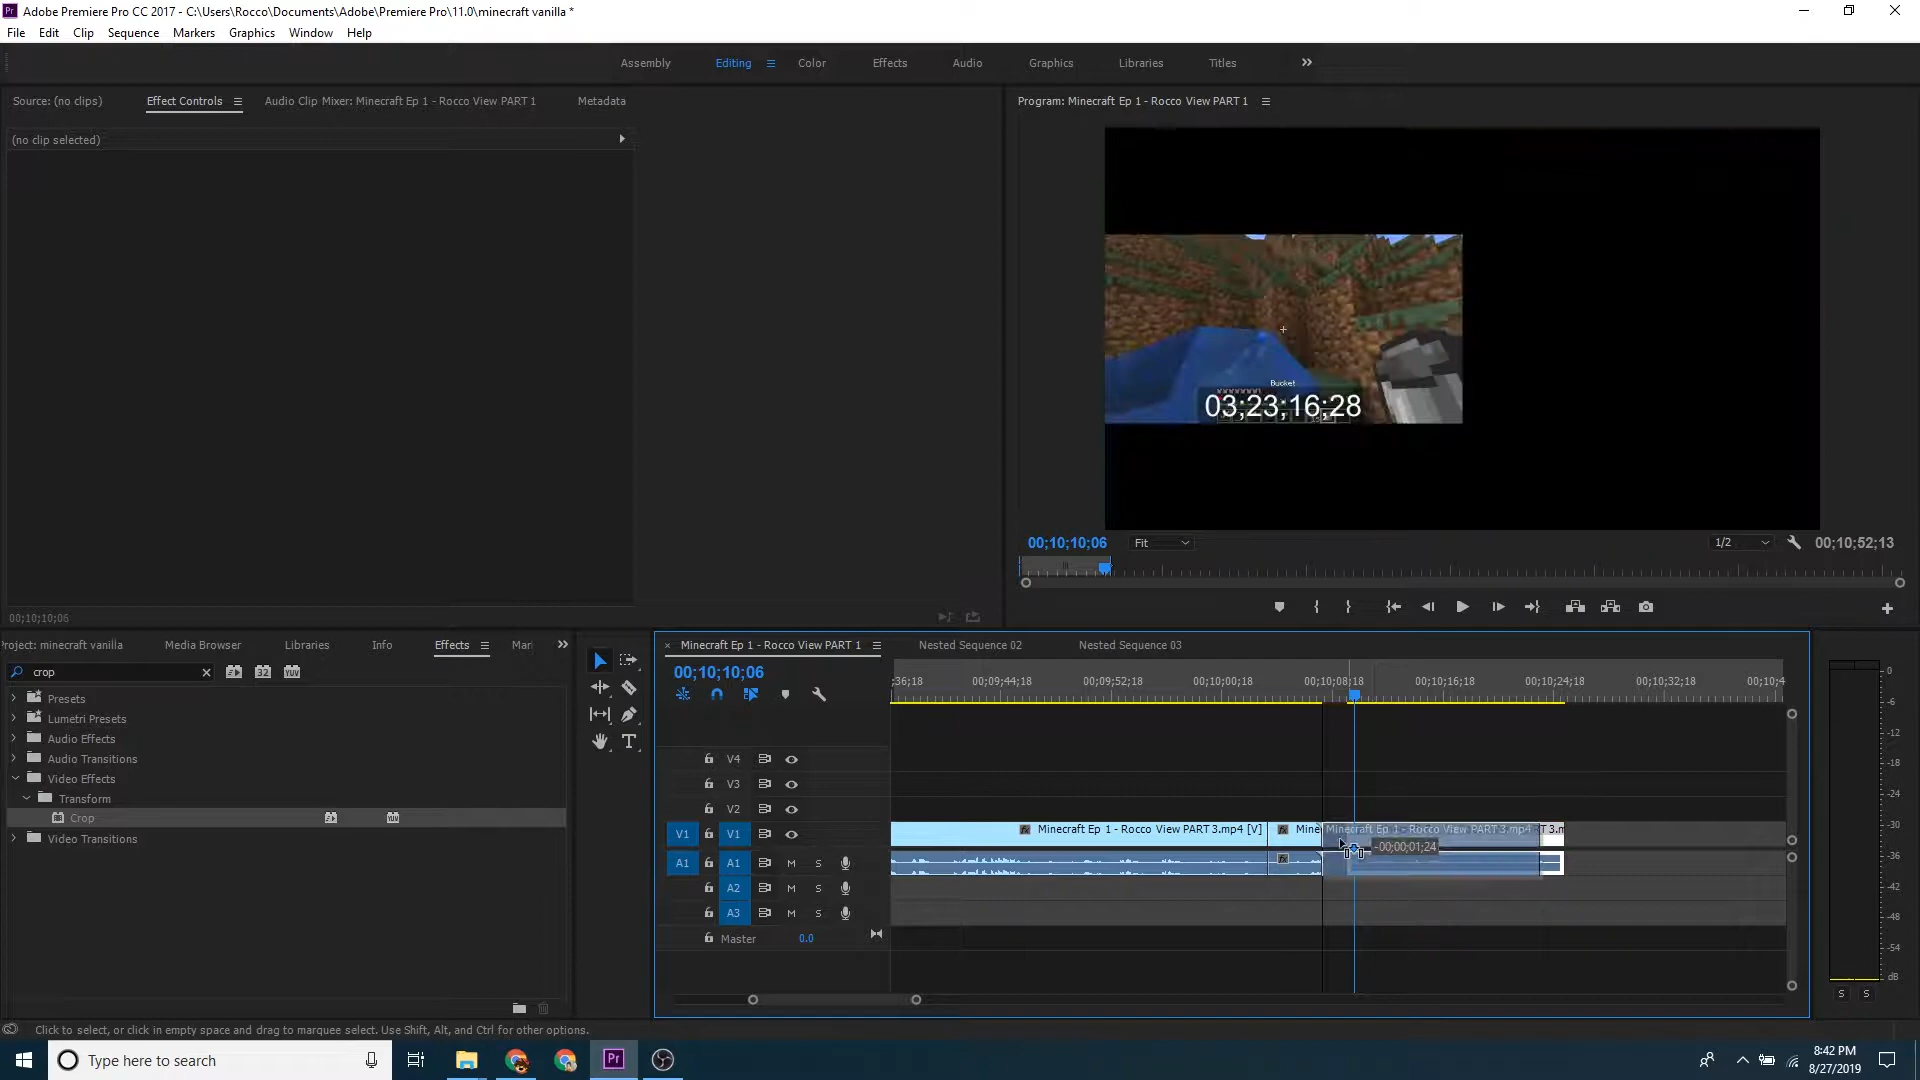 Adobe Premiere Pro CC 2017 - C:\Users\Rocco\Documents\Adobe\Premiere Pro\11.0\minecraft vanilla *
File Edit Clip Sequence Markers Graphics Window Help
Assembly Editing Color Effects Audio Graphics Libraries Titles
Source: (no clips) Effect Controls Audio Clip Mixer: Minecraft Ep 1 - Rocco View PART 1 Metadata
Program: Minecraft Ep 1 - Rocco View PART 1
(no clip selected)
Bucket
03;23;16;28
00;10;10;06 Fit 1/2 00;10;52;13
00;10;10;06
roject: minecraft vanilla Media Browser Libraries Info Effects Mar
crop
32 YUV
Presets
Lumetri Presets
Audio Effects
Audio Transitions
Video Effects
Transform
Crop
Video Transitions
Minecraft Ep 1 - Rocco View PART 1 Nested Sequence 02 Nested Sequence 03
00;10;10;06
;36;18 00;09;44;18 00;09;52;18 00;10;00;18 00;10;08;18 00;10;16;18 00;10;24;18 00;10;32;18 00;10;4
V4
V3
V2
V1 V1 fx Minecraft Ep 1 - Rocco View PART 3.mp4 [V] fx Mine Minecraft Ep 1 - Rocco View PART 3.mp4 T 3.m
-00;00;01;24
A1 A1 M S fx
A2 M S
A3 M S
Master 0.0
0
-6
-12
-18
-24
-30
-36
-42
-48
-54
dB
S S
Click to select, or click in empty space and drag to marquee select. Use Shift, Alt, and Ctrl for other options.
Type here to search
Pr
8:42 PM
8/27/2019